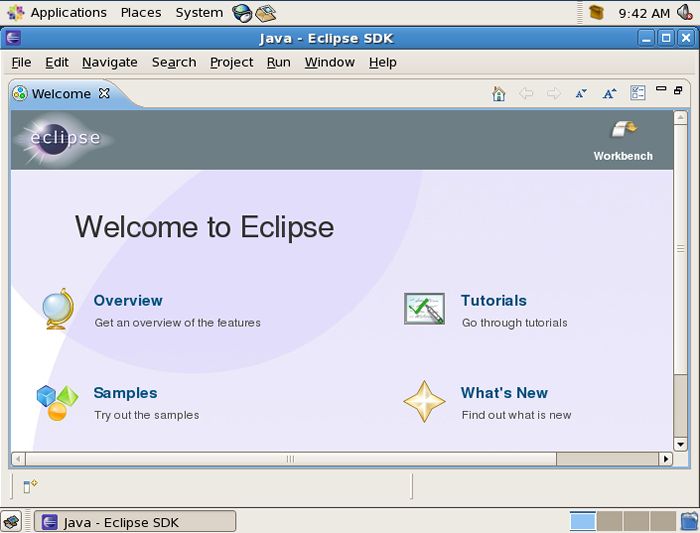 Applications Places System 9:42 AM
Java - Eclipse SDK
File Edit Navigate Search Project Run Window Help
Welcome
eclipse
Workbench
Welcome to Eclipse
Overview
Get an overview of the features
Tutorials
Go through tutorials
Samples
Try out the samples
What's New
Find out what is new
Java - Eclipse SDK